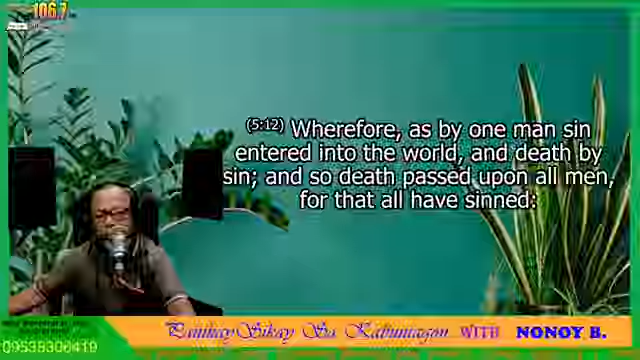 106.7
(5:12) Wherefore, as by one man sin
entered into the world, and death by
sin; and so death passed upon all men,
for that all have sinned:
Sa WITH NONOY B.